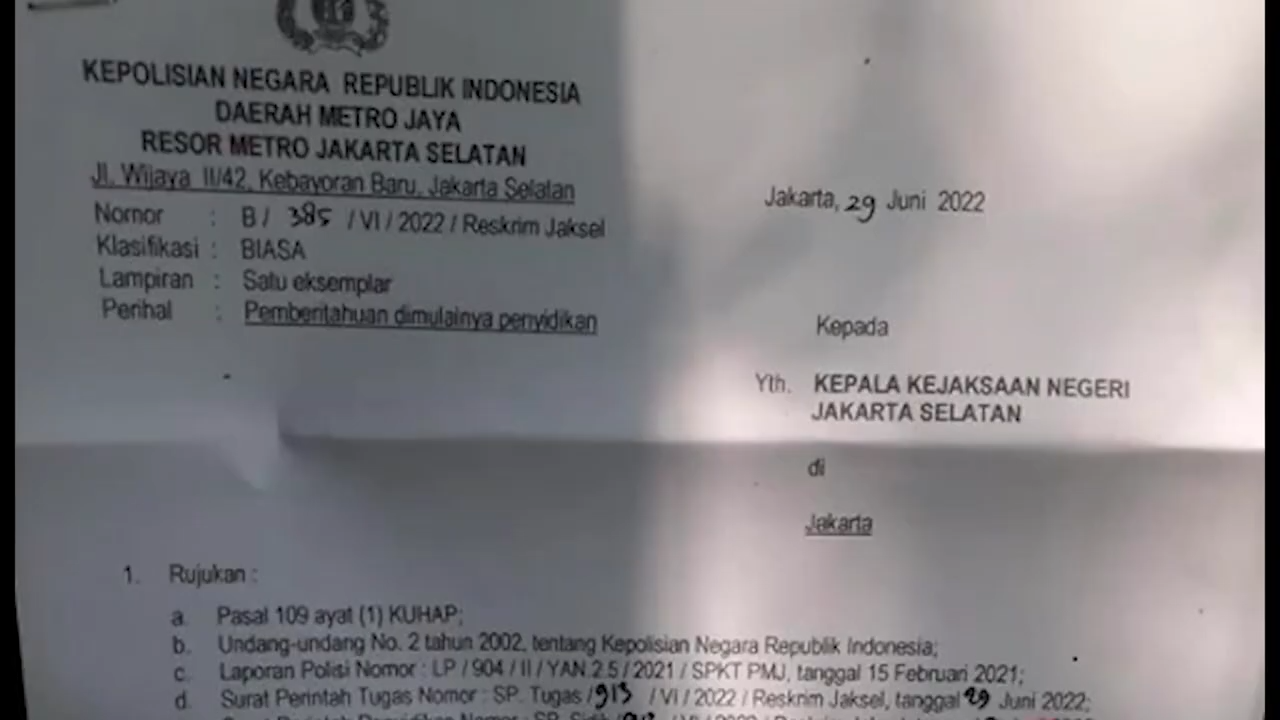 KEPOLISIAN NEGARA REPUBLIK INDONESIA
DAERAH METRO JAYA
RESOR METRO JAKARTA SELATAN
Jl. Wijaya II/42, Kebayoran Baru, Jakarta Selatan
Jakarta, 29 Juni 2022
Nomor : B / 385 / VI / 2022 / Reskrim Jaksel
Klasifikasi : BIASA
Lampiran : Satu eksemplar
Perihal : Pemberitahuan dimulainya penyidikan
Kepada
Yth. KEPALA KEJAKSAAN NEGERI
JAKARTA SELATAN
di
Jakarta
1. Rujukan :
a. Pasal 109 ayat (1) KUHAP;
b. Undang-undang No. 2 tahun 2002, tentang Kepolisian Negara Republik Indonesia;
c. Laporan Polisi Nomor : LP / 904 / II / YAN 2.5 / 2021 / SPKT PMJ, tanggal 15 Februari 2021;
d. Surat Perintah Tugas Nomor : SP. Tugas / 913 / VI / 2022 / Reskrim Jaksel, tanggal 29 Juni 2022;